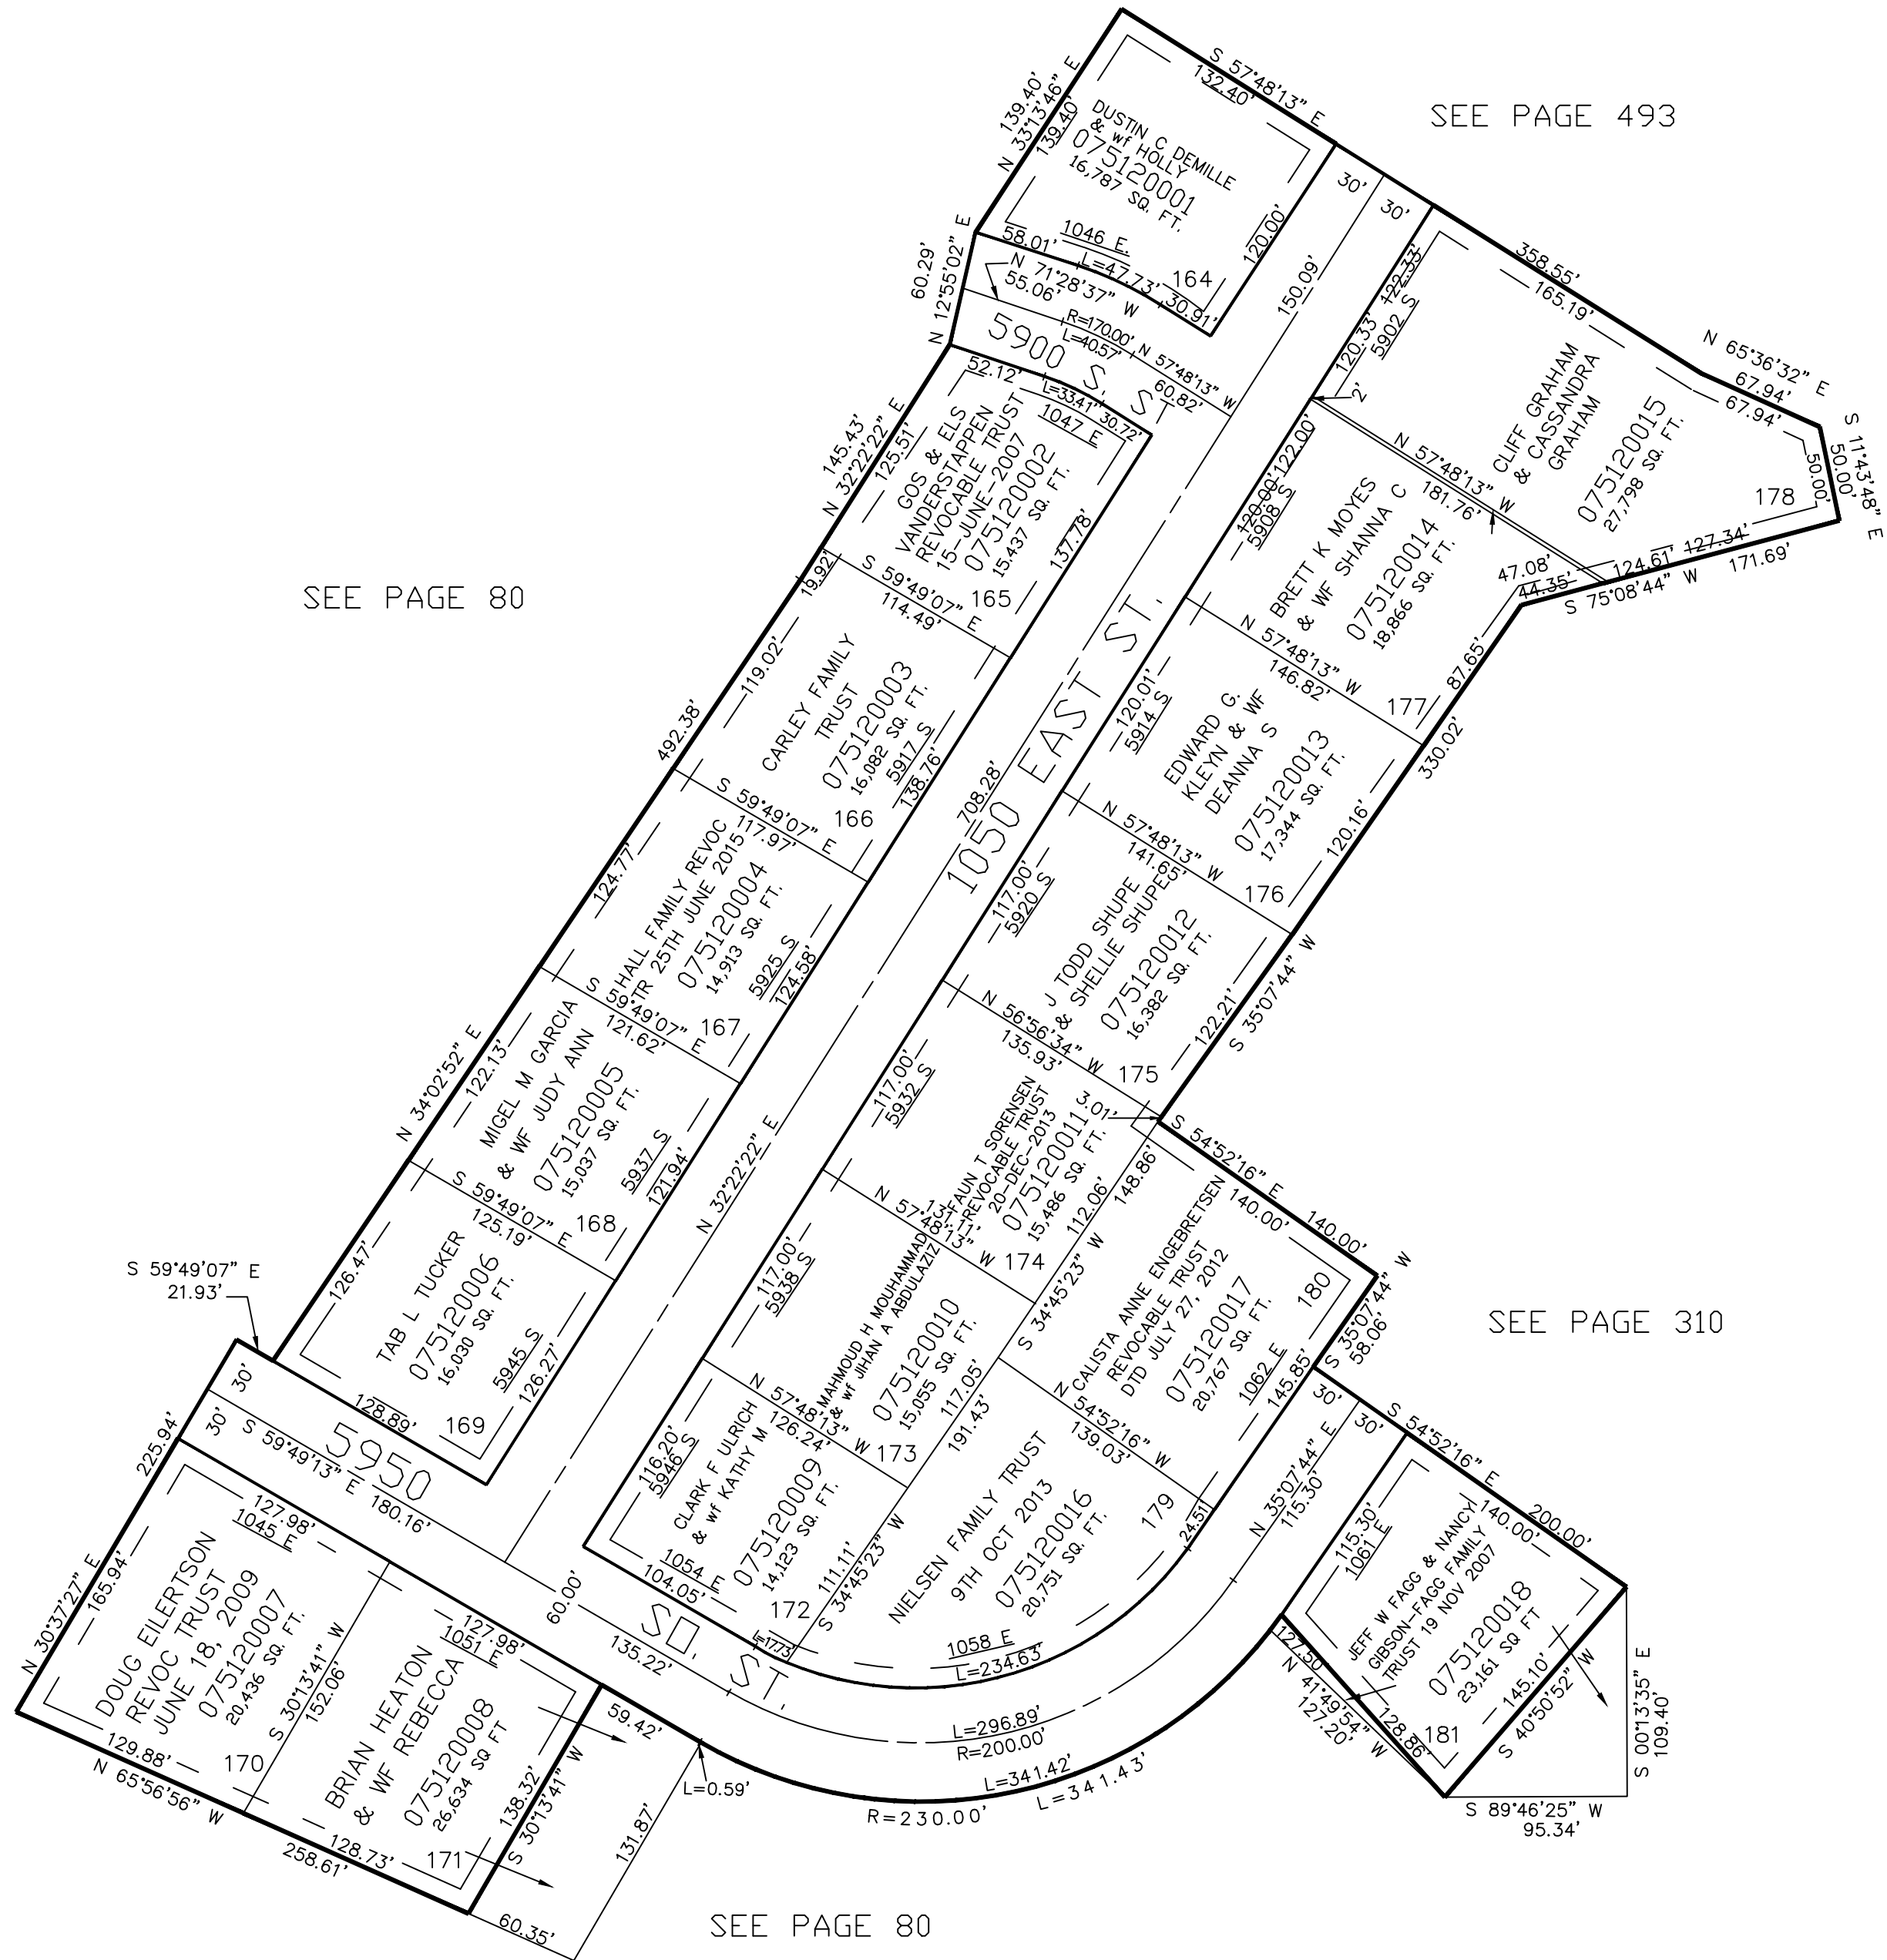 SEE PAGE 493
SEE PAGE 80
SEE PAGE 310
SEE PAGE 80
S 57°48'13" E
132.40'
139.40'
N 33°13'46" E
139.40'
DUSTIN C DEMILLE
& wf HOLLY
075120001
16,787 SQ. FT.
1046 E.
58.01'
L=47.73'
30.91'
164
120.00'
30'
30'
150.09'
N 12°55'02" E
60.29'
N 71°28'37" W
55.06'
R=170.00'
L=40.57'
N 57°48'13" W
60.82'
5900 S. ST.
52.12'
L=33.41'
30.72'
1047 E
N 32°22'22" E
145.43'
125.51'
GOS & ELS
VANDERSTAPPEN
REVOCABLE TRUST
15-JUNE-2007
075120002
15,437 SQ. FT.
137.78'
165
19.92'
S 59°49'07" E
114.49'
119.02'
CARLEY FAMILY
TRUST
075120003
16,082 SQ. FT.
5917 S
138.76'
166
492.38'
S 59°49'07" E
117.97'
124.77'
HALL FAMILY REVOC
TR 25TH JUNE 2015
075120004
14,913 SQ. FT.
5925 S
124.58'
167
S 59°49'07" E
121.62'
N 34°02'52" E
122.13'
MIGEL M GARCIA
& WF JUDY ANN
075120005
15,037 SQ. FT.
5937 S
121.94'
168
S 59°49'07" E
125.19'
126.47'
TAB L TUCKER
075120006
16,030 SQ. FT.
5945 S
126.27'
169
128.89'
S 59°49'07" E
21.93'
30'
30'
225.94'
S 59°49'13" E
180.16'
5950
SO. ST.
127.98'
1045 E
N 30°37'27" E
165.94'
DOUG EILERTSON
REVOC TRUST
JUNE 18, 2009
075120007
20,436 SQ. FT.
129.88'
170
N 65°56'56" W
258.61'
S 30°13'41" W
152.06'
127.98'
1051 E
BRIAN HEATON
& WF REBECCA
075120008
26,634 SQ FT
128.73'
171
138.32'
S 30°13'41" W
59.42'
131.87'
60.35'
L=0.59'
60.00'
135.22'
1050 EAST ST.
708.28'
N 32°22'22" E
358.55'
165.19'
122.33'
120.33'
5902 S
CLIFF GRAHAM
& CASSANDRA
GRAHAM
075120015
27,798 SQ. FT.
178
N 65°36'32" E
67.94'
67.94'
S 11°43'48" E
50.00'
50.00'
127.34'
124.61'
171.69'
S 75°08'44" W
47.08'
44.35'
2'
N 57°48'13" W
181.76'
122.00'
120.00'
5908 S
BRETT K MOYES
& WF SHANNA C
075120014
18,866 SQ. FT.
177
87.65'
330.02'
N 57°48'13" W
146.82'
120.01'
5914 S
EDWARD G.
KLEYN & WF
DEANNA S
075120013
17,344 SQ. FT.
176
120.16'
N 57°48'13" W
141.65'
117.00'
5920 S
J TODD SHUPE
& SHELLIE SHUPES
075120012
16,382 SQ. FT.
175
122.21'
S 35°07'44" W
N 56°56'34" W
135.93'
117.00'
5932 S
FAUN T SORENSEN
REVOCABLE TRUST
20-DEC-2013
075120011
15,486 SQ. FT.
3.01'
174
112.06'
148.86'
N 57°48'13" W
131.11'
117.00'
5938 S
MAHMOUD H MOUHAMMAD
& wf JIHAN A ABDULAZIZ
075120010
15,055 SQ. FT.
173
117.05'
191.43'
S 34°45'23" W
N 57°48'13" W
126.24'
116.20'
5946 S
CLARK F ULRICH
& wf KATHY M
075120009
14,123 SQ. FT.
1054 E
104.05'
172
L=17.73'
111.11'
S 34°45'23" W
S 54°52'16" E
140.00'
140.00'
CALISTA ANNE ENGEBRETSEN
REVOCABLE TRUST
DTD JULY 27, 2012
075120017
20,767 SQ. FT.
180
1062 E
145.85'
S 35°07'44" W
58.06'
N 54°52'16" W
139.03'
NIELSEN FAMILY TRUST
9TH OCT 2013
075120016
20,751 SQ. FT.
179
24.51'
1058 E
L=234.63'
L=296.89'
R=200.00'
L=341.42'
L=341.43'
R=230.00'
N 35°07'44" E
115.30'
30'
30'
S 54°52'16" E
200.00'
140.00'
115.30'
1061 E
JEFF W FAGG & NANCY
GIBSON-FAGG FAMILY
TRUST 19 NOV 2007
075120018
23,161 SQ FT
145.10'
S 40°50'52" W
181
128.86'
127.50
N 41°49'54" W
127.20'
S 00°13'35" E
109.40'
S 89°46'25" W
95.34'